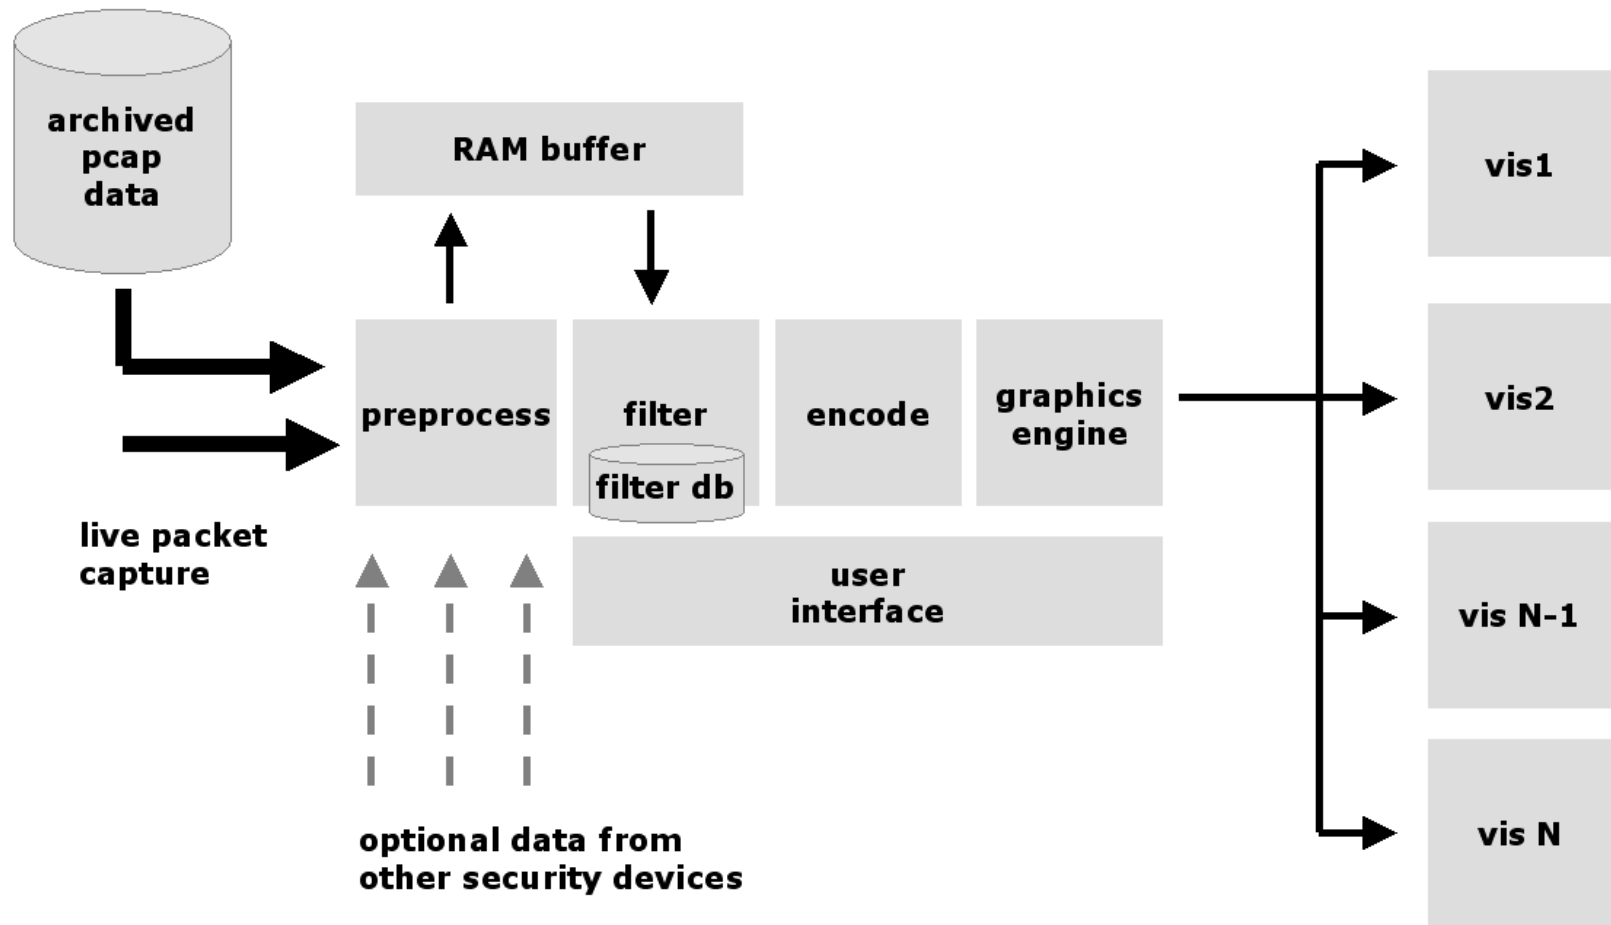 archived
pcap
data
RAM buffer
preprocess
filter
filter db
encode
graphics
engine
live packet
capture
user
interface
optional data from
other security devices
vis1
vis2
vis N-1
vis N